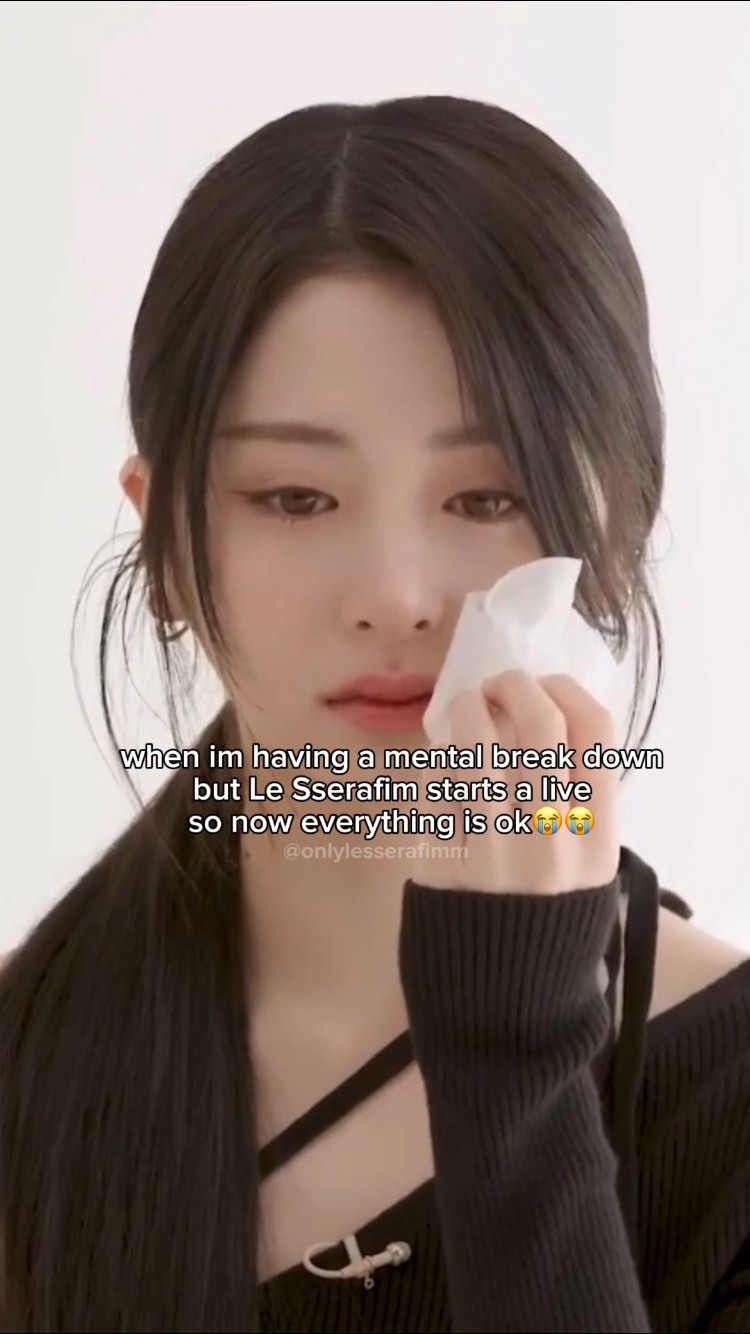 when im having a mental break down
but Le Sserafim starts a live
so now everything is ok😭😭
@onlylesserafimm